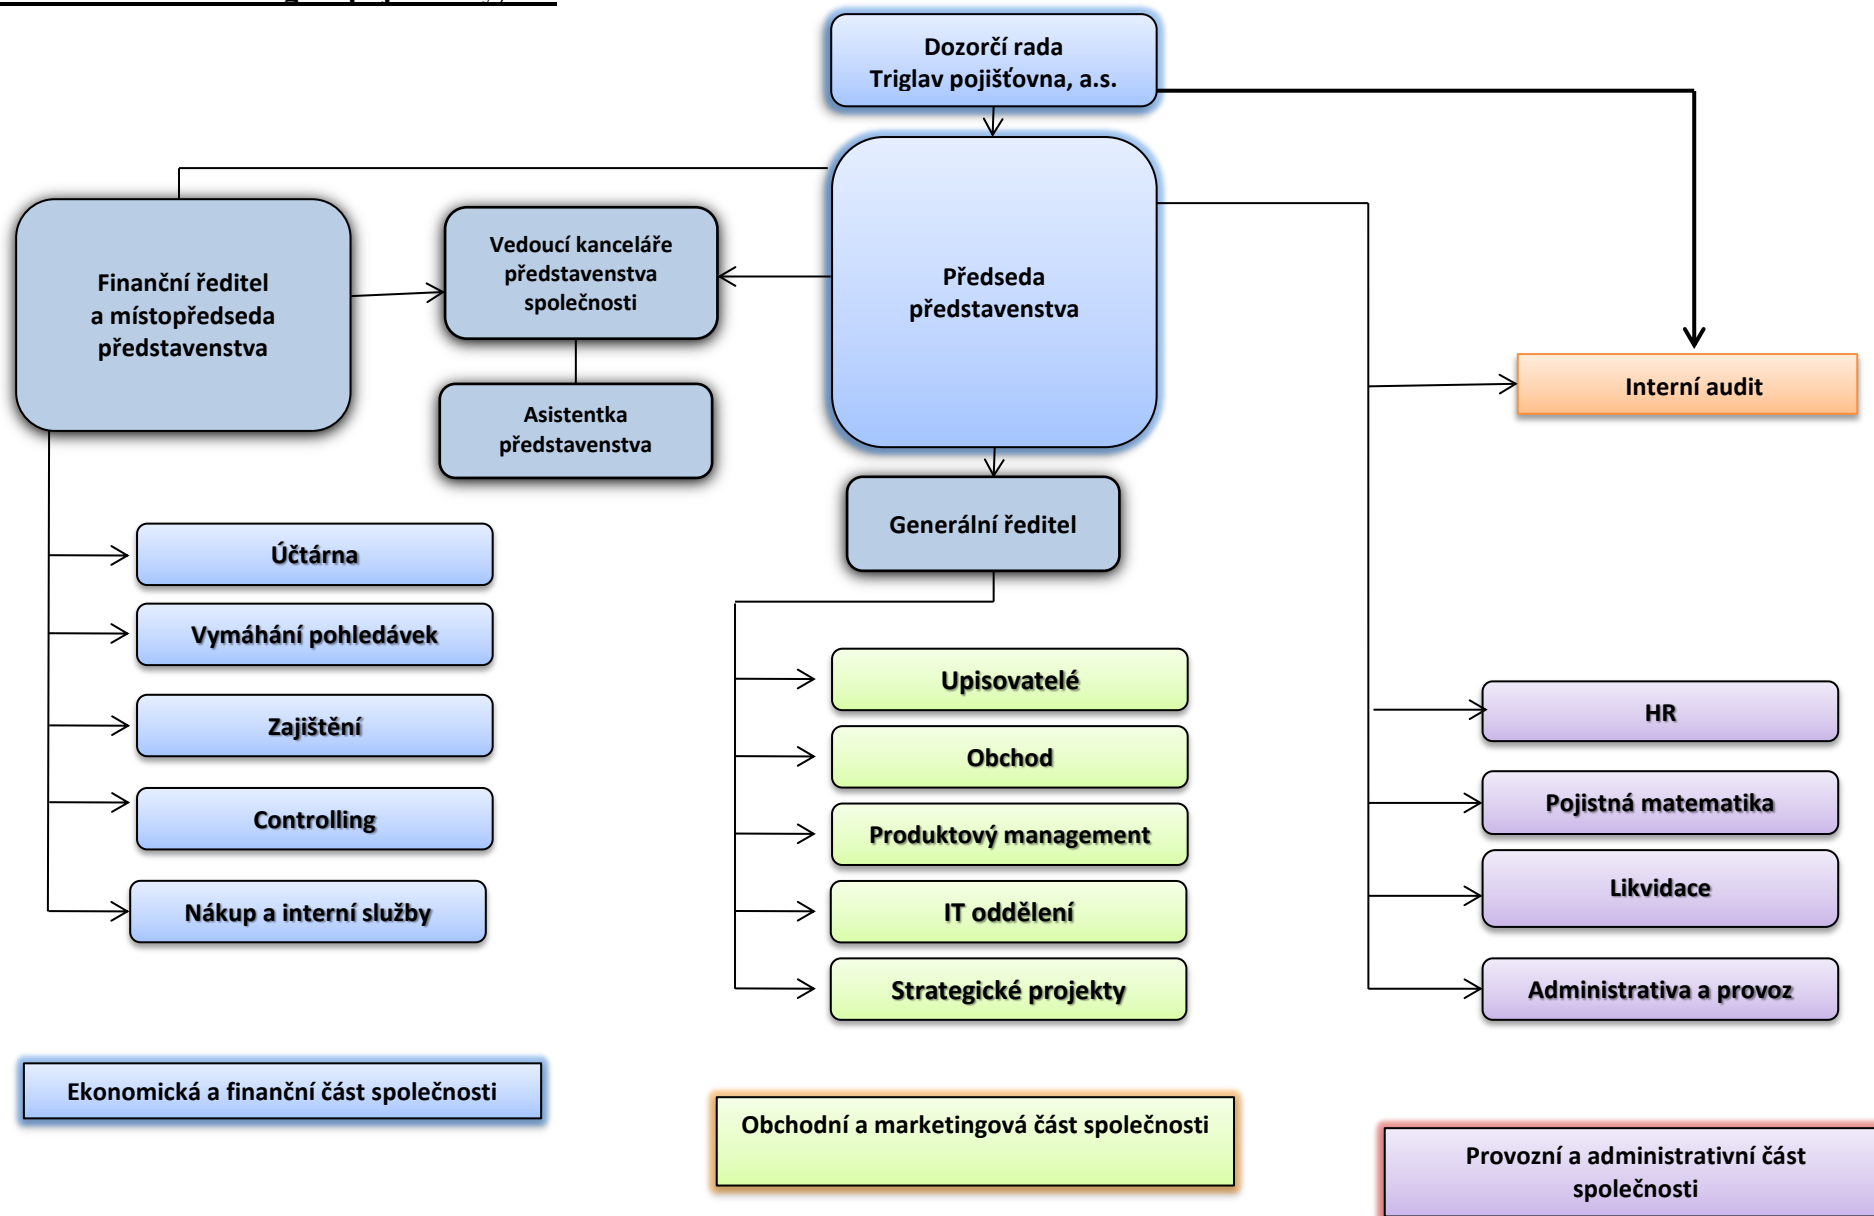 Dozorčí rada
Triglav pojišťovna, a.s.
Finanční ředitel
a místopředseda
představenstva
Vedoucí kanceláře
představenstva
společnosti
Předseda
představenstva
Asistentka
představenstva
Interní audit
Generální ředitel
Účtárna
Vymáhání pohledávek
Zajištění
Controlling
Nákup a interní služby
Upisovatelé
Obchod
Produktový management
IT oddělení
Strategické projekty
HR
Pojistná matematika
Likvidace
Administrativa a provoz
Ekonomická a finanční část společnosti
Obchodní a marketingová část společnosti
Provozní a administrativní část
společnosti